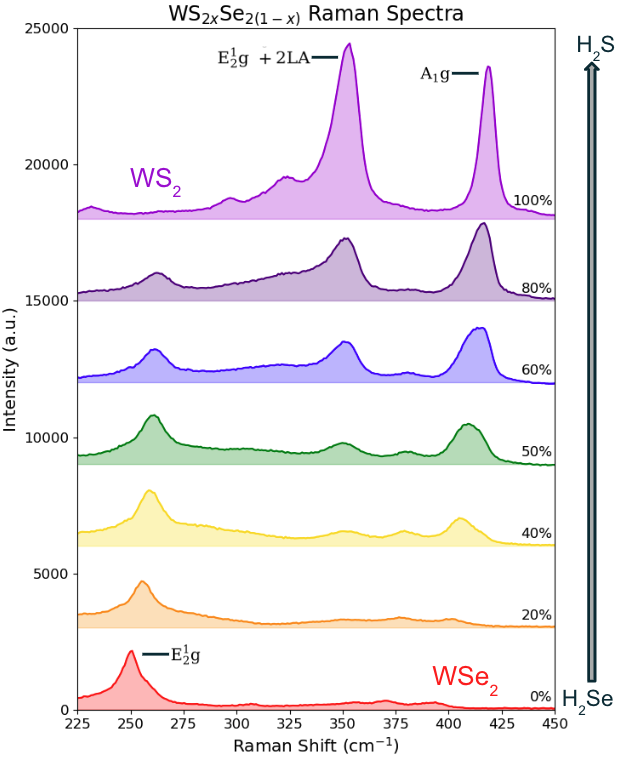 WS₂ₓSe₂₍₁₋ₓ₎ Raman Spectra
25000
H₂S
E¹₂g + 2LA
A₁g
20000
WS₂
100%
80%
15000
60%
Intensity (a.u.)
50%
10000
40%
5000
20%
E¹₂g
WSe₂
0%
H₂Se
0
225 250 275 300 325 350 375 400 425 450
Raman Shift (cm⁻¹)